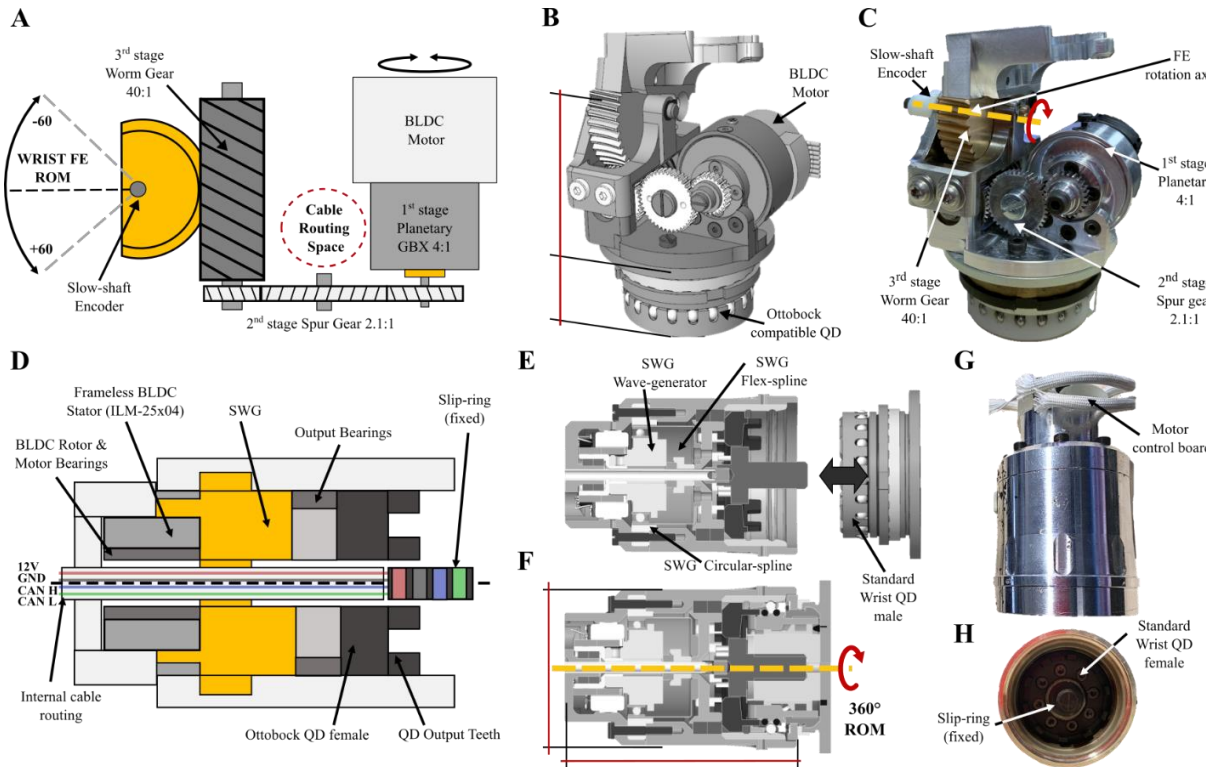 A
3rd stage
Worm Gear
40:1
-60
WRIST FE
ROM
+60
Slow-shaft
Encoder
BLDC
Motor
Cable
Routing
Space
1st stage
Planetary
GBX 4:1
2nd stage Spur Gear 2.1:1
B
BLDC
Motor
Ottobock
compatible QD
C
Slow-shaft
Encoder
FE
rotation ax
1st stage
Planetary
4:1
3rd stage
Worm Gear
40:1
2nd stage
Spur gear
2.1:1
D
Frameless BLDC
Stator (ILM-25x04)
SWG
Slip-ring
(fixed)
BLDC Rotor &
Motor Bearings
Output Bearings
12V
GND
CAN H
CAN L
Internal cable
routing
Ottobock QD female
QD Output Teeth
E
SWG
Wave-generator
SWG
Flex-spline
SWG Circular-spline
Standard
Wrist QD
male
F
360°
ROM
G
Motor
control board
H
Standard
Wrist QD
female
Slip-ring
(fixed)